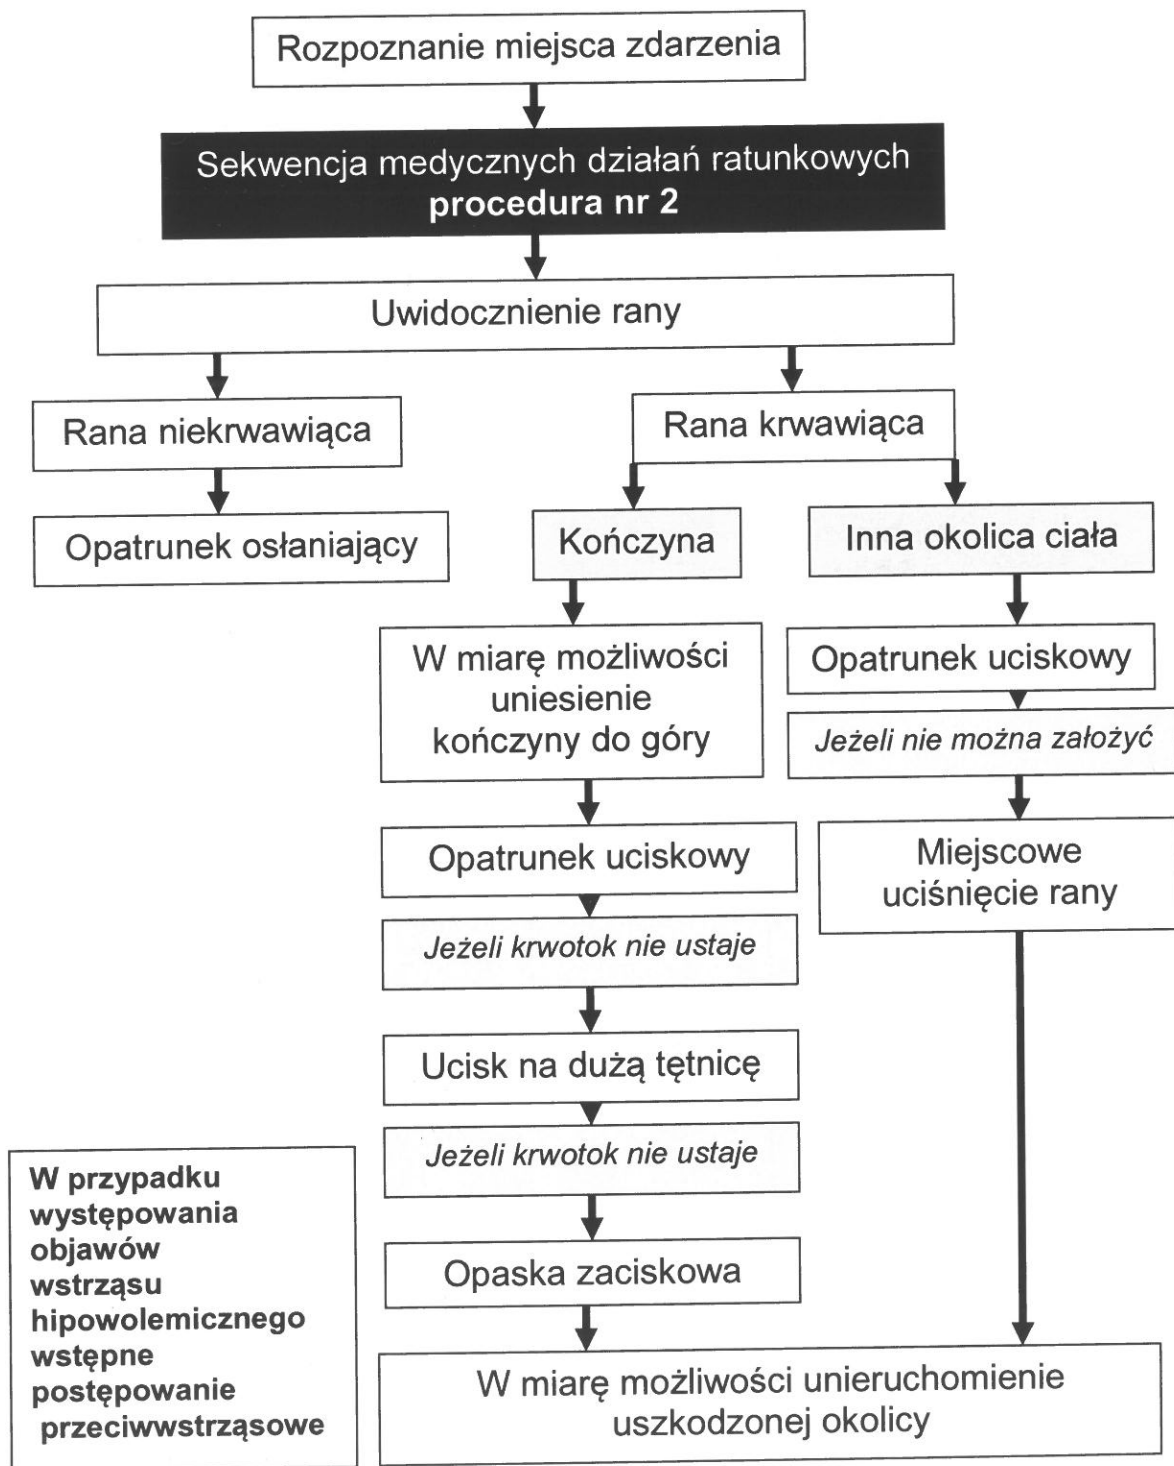 Rozpoznanie miejsca zdarzenia
Sekwencja medycznych działań ratunkowych
procedura nr 2
Uwidocznienie rany
Rana niekrwawiąca
Rana krwawiąca
Opatrunek osłaniający
Kończyna
Inna okolica ciała
W miarę możliwości
uniesienie
kończyny do góry
Opatrunek uciskowy
Jeżeli nie można założyć
Miejscowe
uciśnięcie rany
Opatrunek uciskowy
Jeżeli krwotok nie ustaje
Ucisk na dużą tętnicę
Jeżeli krwotok nie ustaje
Opaska zaciskowa
W miarę możliwości unieruchomienie
uszkodzonej okolicy
W przypadku
występowania
objawów
wstrząsu
hipowolemicznego
wstępne
postępowanie
przeciwwstrząsowe